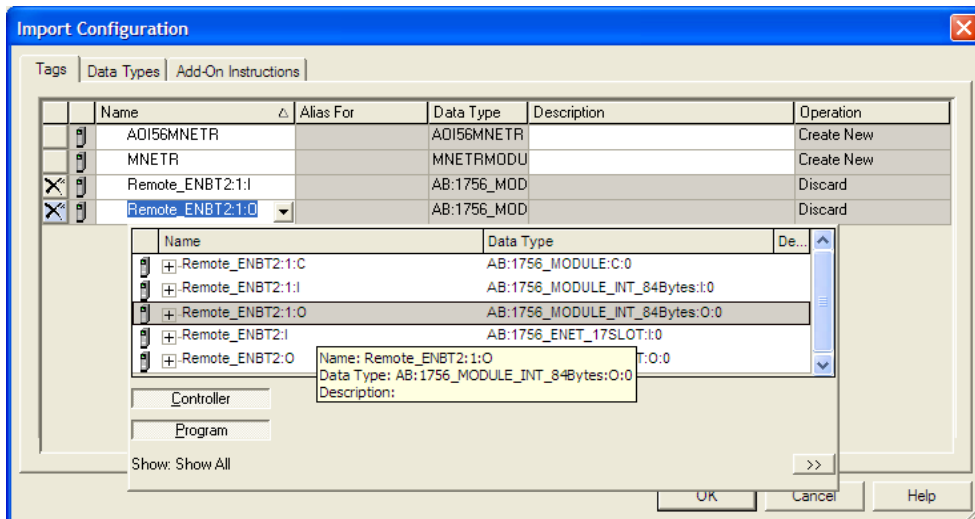 Import Configuration
Tags Data Types Add-On Instructions
Name Alias For Data Type Description Operation
AOI56MNETR AOI56MNETR Create New
MNETR MNETRMODU Create New
Remote_ENBT2:1:I AB:1756_MOD Discard
Remote_ENBT2:1:O AB:1756_MOD Discard
Name Data Type De...
Remote_ENBT2:1:C AB:1756_MODULE:C:0
Remote_ENBT2:1:I AB:1756_MODULE_INT_84Bytes:I:0
Remote_ENBT2:1:O AB:1756_MODULE_INT_84Bytes:O:0
Remote_ENBT2:I AB:1756_ENET_17SLOT:I:0
Remote_ENBT2:O T:O:0
Name: Remote_ENBT2:1:O
Data Type: AB:1756_MODULE_INT_84Bytes:O:0
Description:
Controller
Program
Show: Show All >>
OK Cancel Help